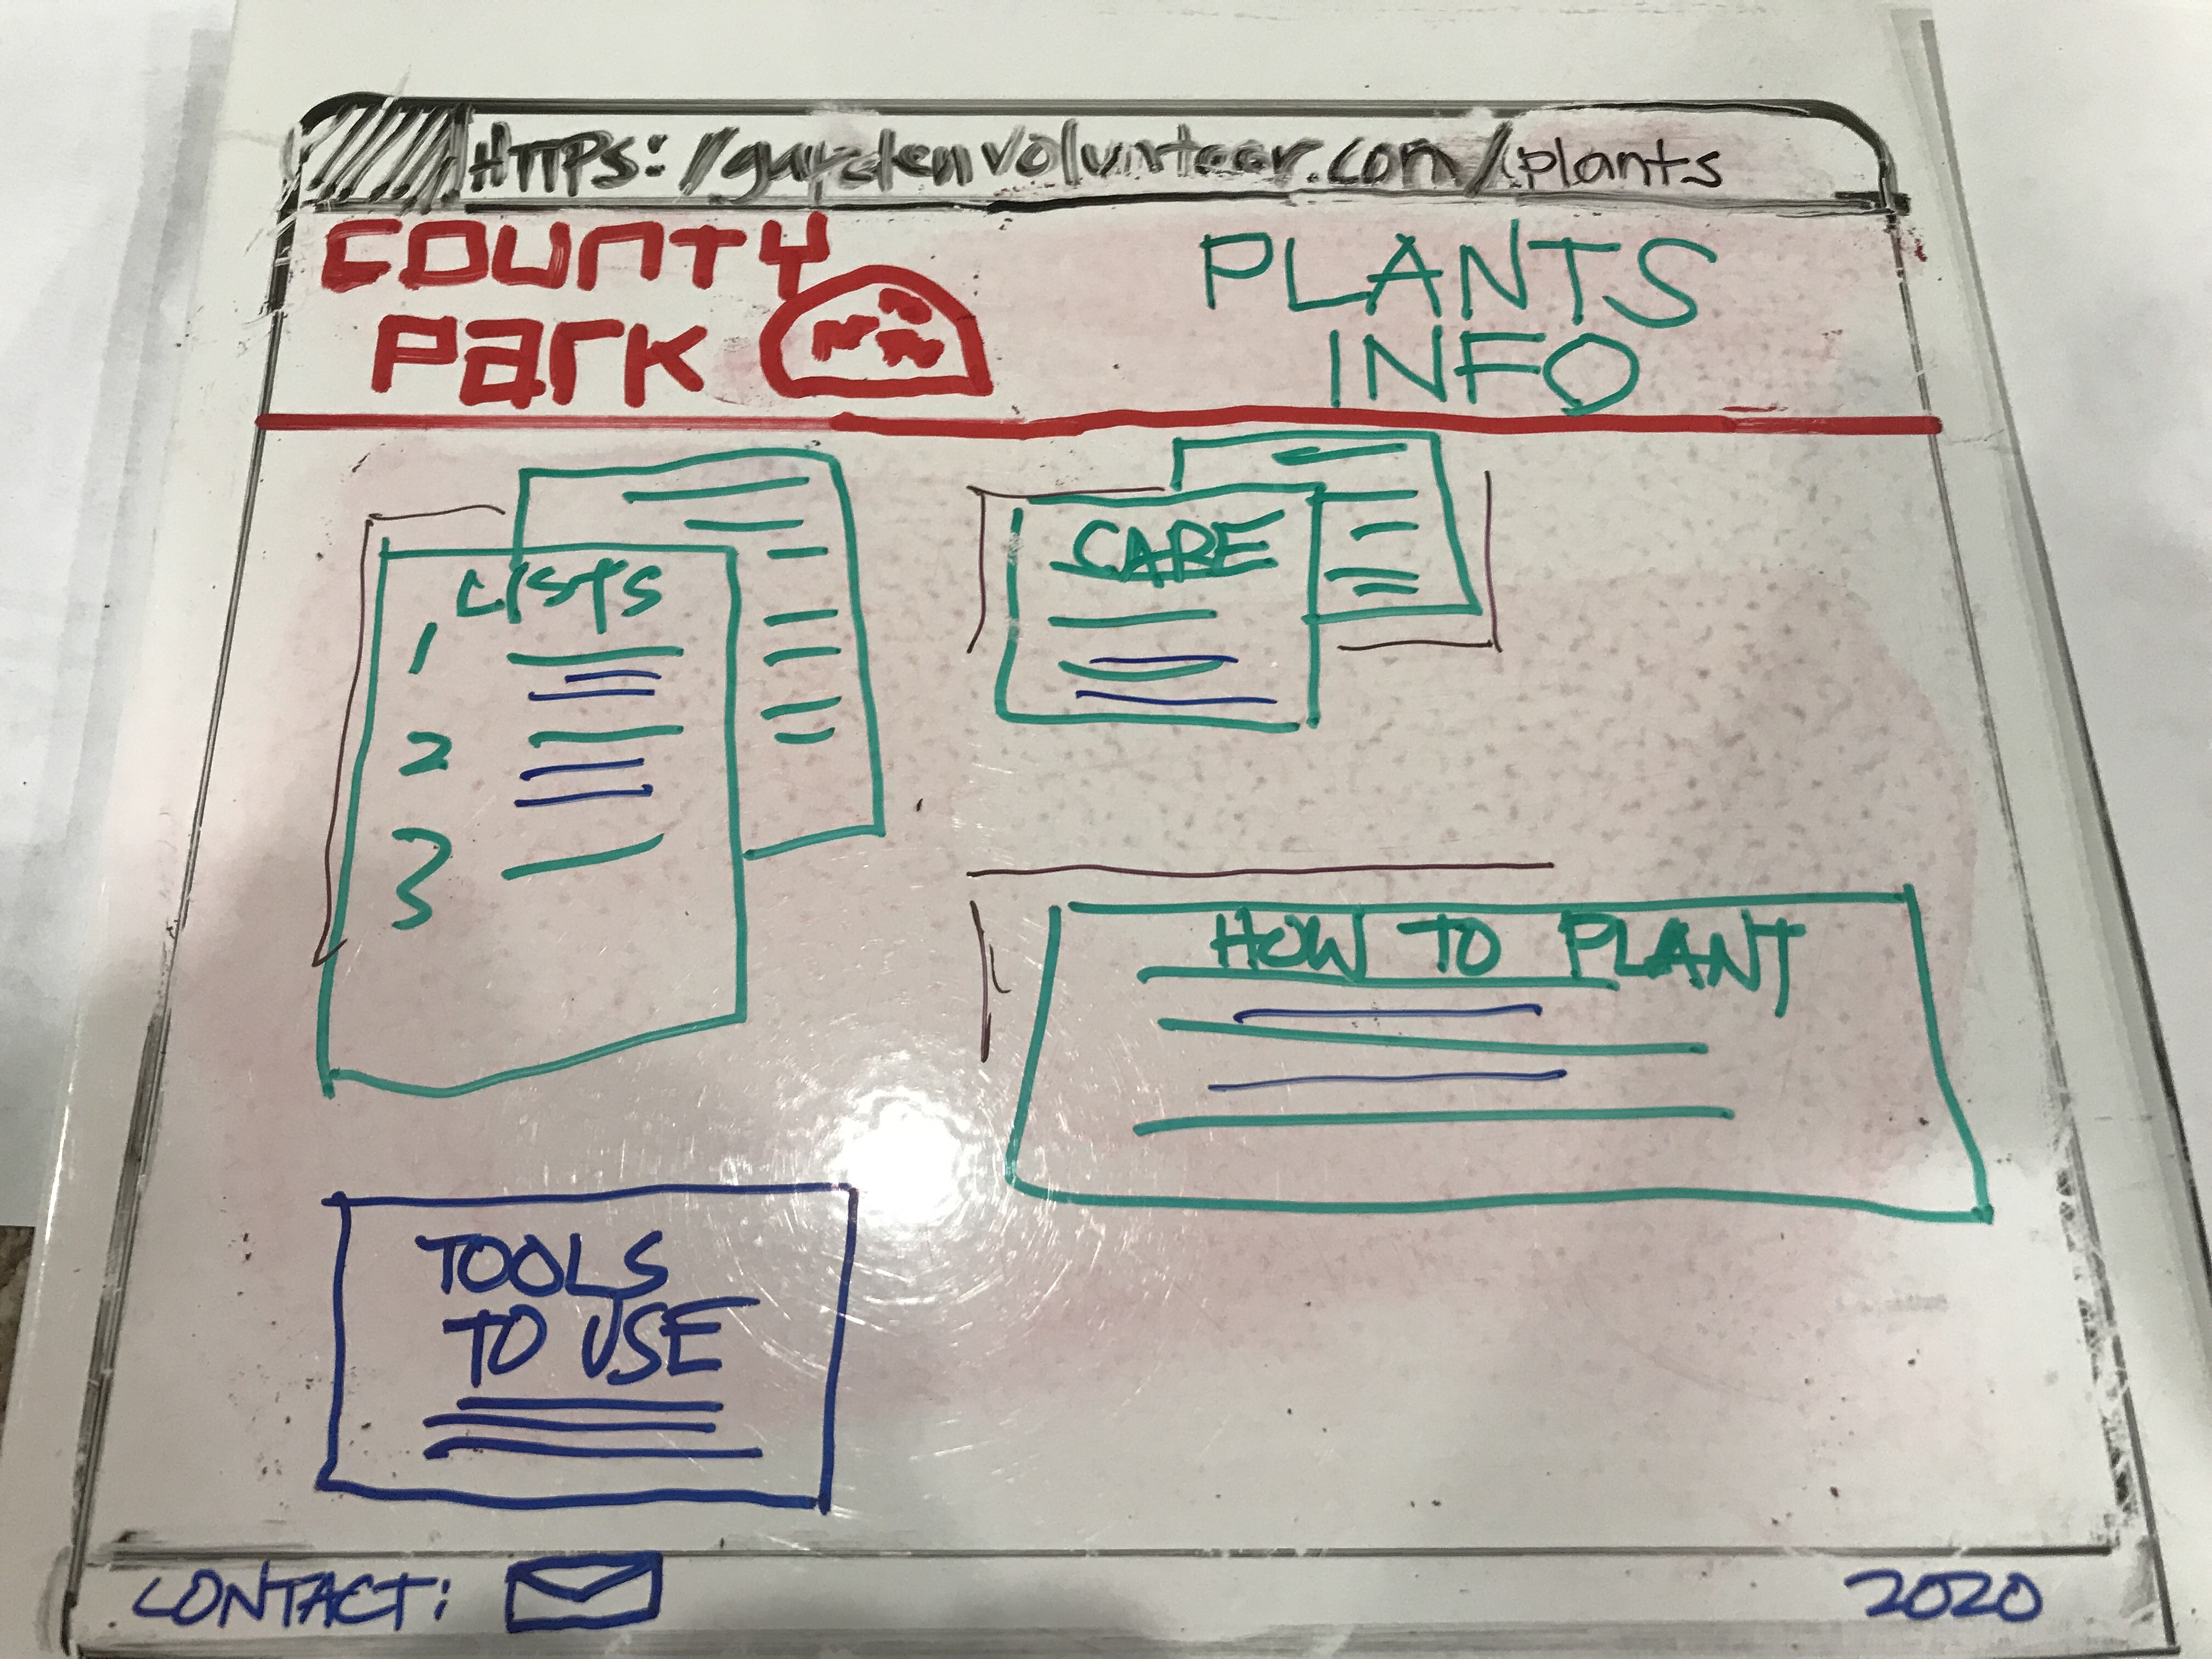 HTTPS://gardenvolunteer.com/plants
COUNTY
Park
PLANTS
INFO
LISTS
1
2
3
CARE
HOW TO PLANT
TOOLS
TO USE
CONTACT:
2020